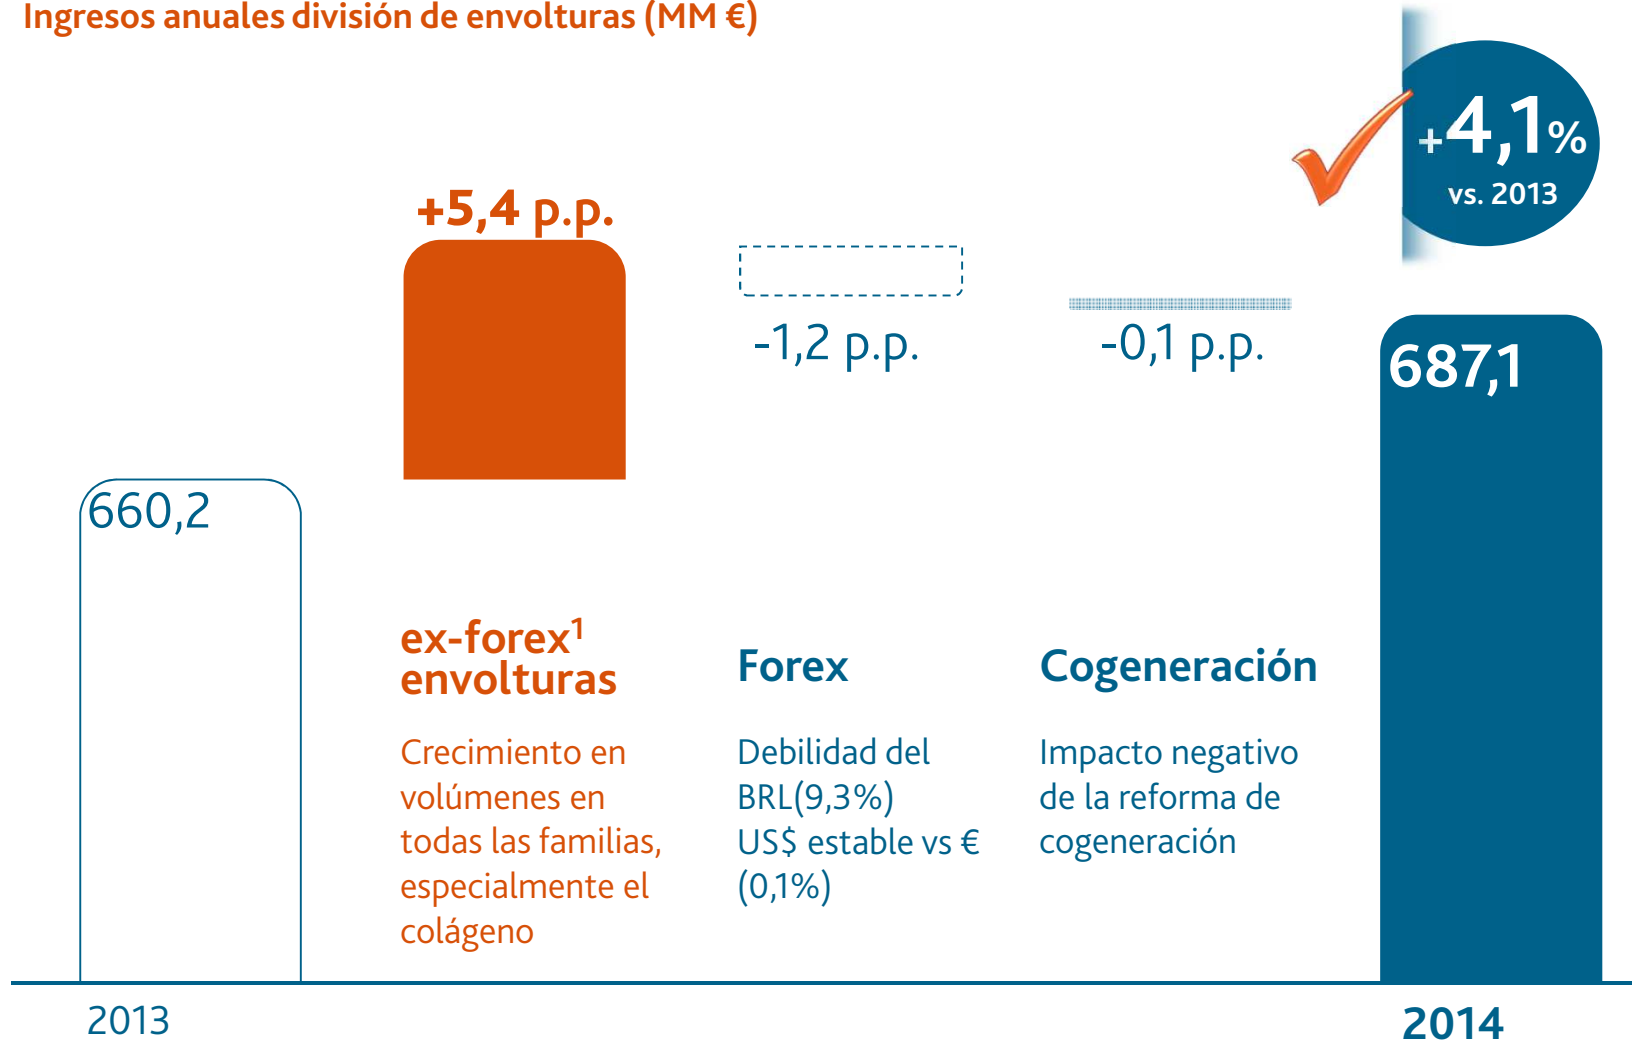 Ingresos anuales división de envolturas (MM €)
+4,1%
vs. 2013
+5,4 p.p.
-1,2 p.p.
-0,1 p.p.
687,1
660,2
ex-forex¹
envolturas
Crecimiento en
volúmenes en
todas las familias,
especialmente el
colágeno
Forex
Debilidad del
BRL(9,3%)
US$ estable vs €
(0,1%)
Cogeneración
Impacto negativo
de la reforma de
cogeneración
2013
2014